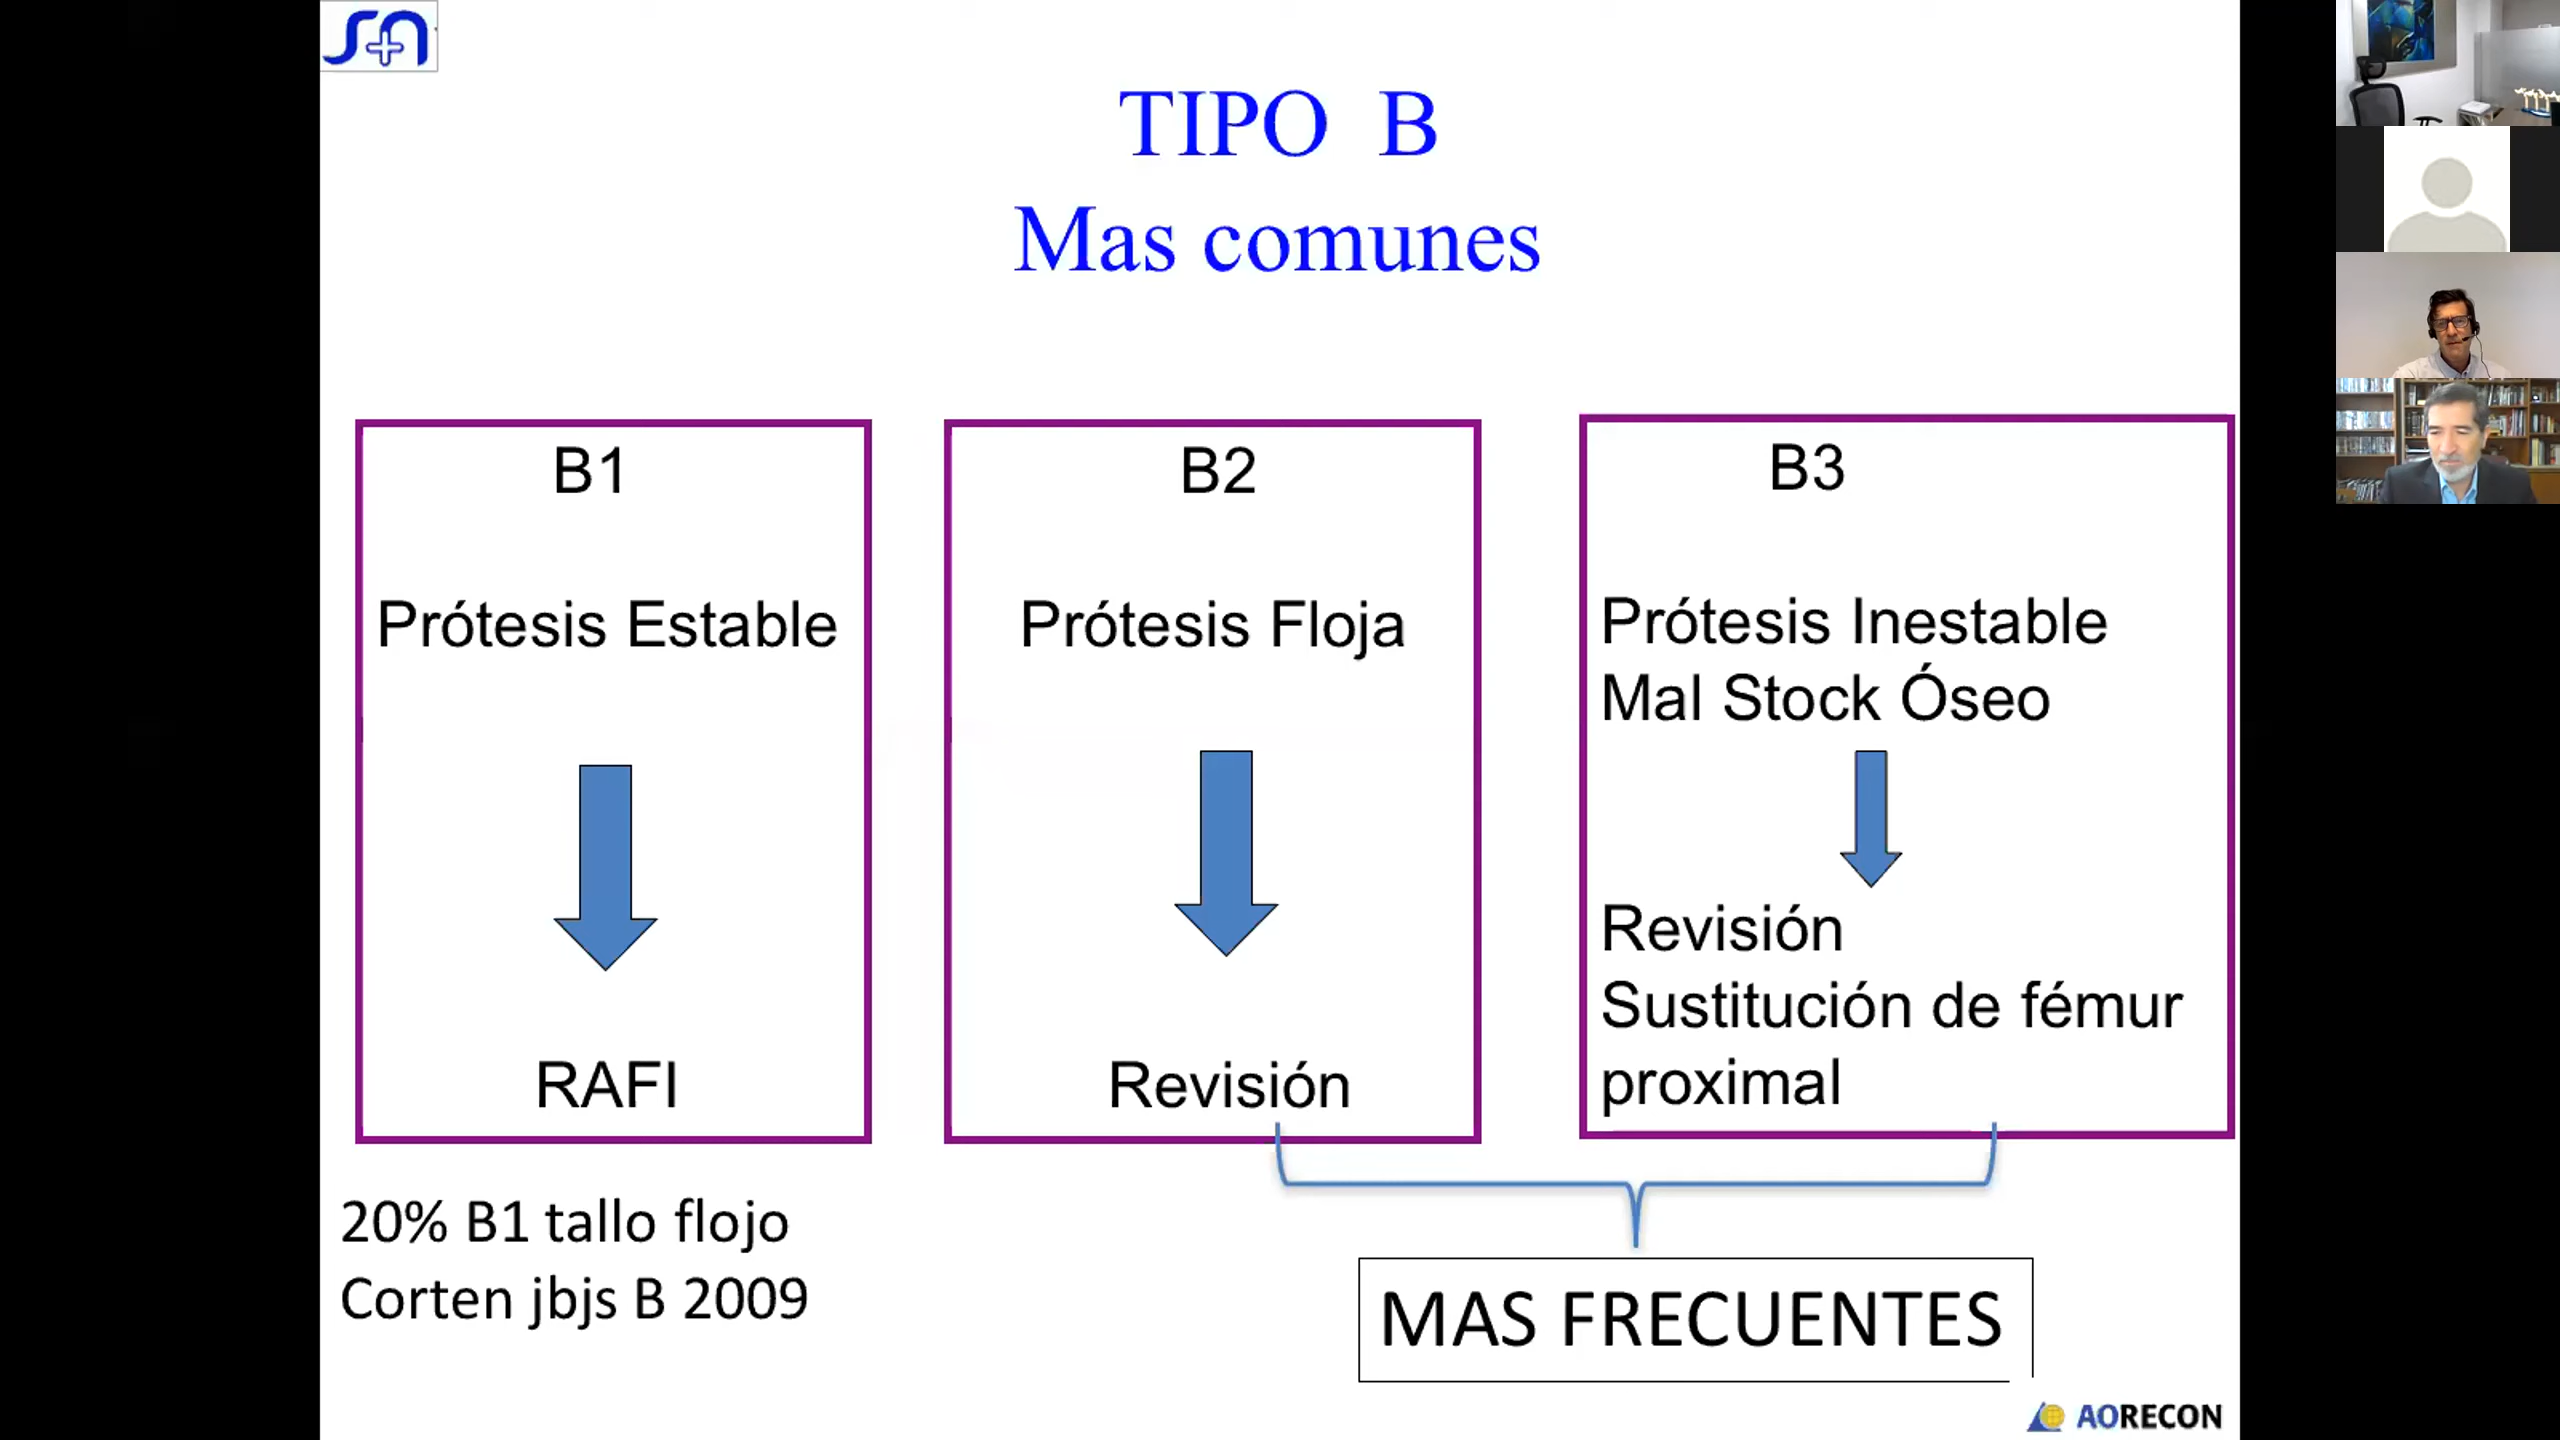 TIPO B
Mas comunes
B1
Prótesis Estable
RAFI
B2
Prótesis Floja
Revisión
B3
Prótesis Inestable
Mal Stock Óseo
Revisión
Sustitución de fémur
proximal
20% B1 tallo flojo
Corten jbjs B 2009
MAS FRECUENTES
AORECON